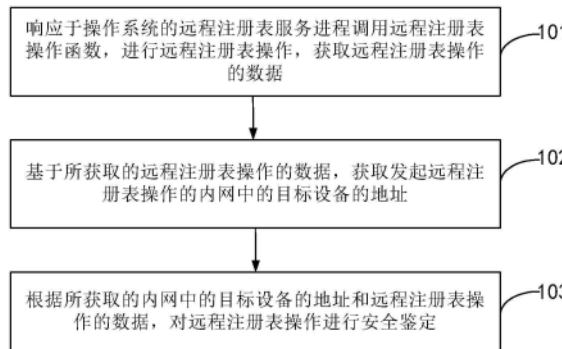 响应于操作系统的远程注册表服务进程调用远程注册表
操作函数，进行远程注册表操作，获取远程注册表操作
的数据
101
基于所获取的远程注册表操作的数据，获取发起远程注
册表操作的内网中的目标设备的地址
102
根据所获取的内网中的目标设备的地址和远程注册表操
作的数据，对远程注册表操作进行安全鉴定
103